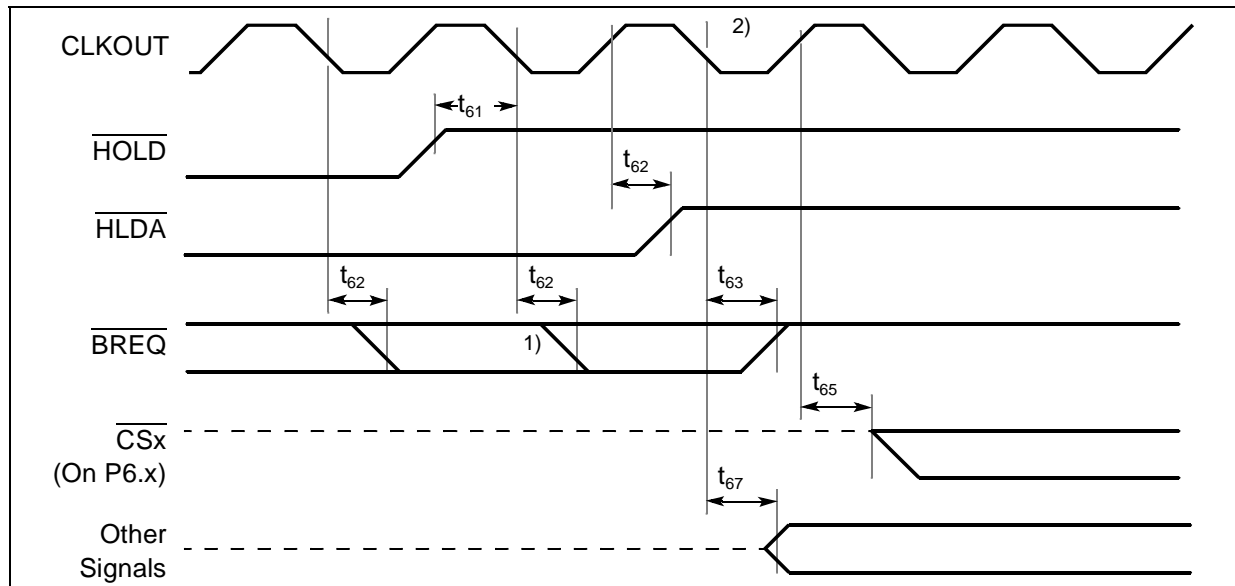 CLKOUT
2)
t61
HOLD
t62
HLDA
t62
t62
t63
BREQ
1)
t65
CSx
(On P6.x)
t67
Other
Signals